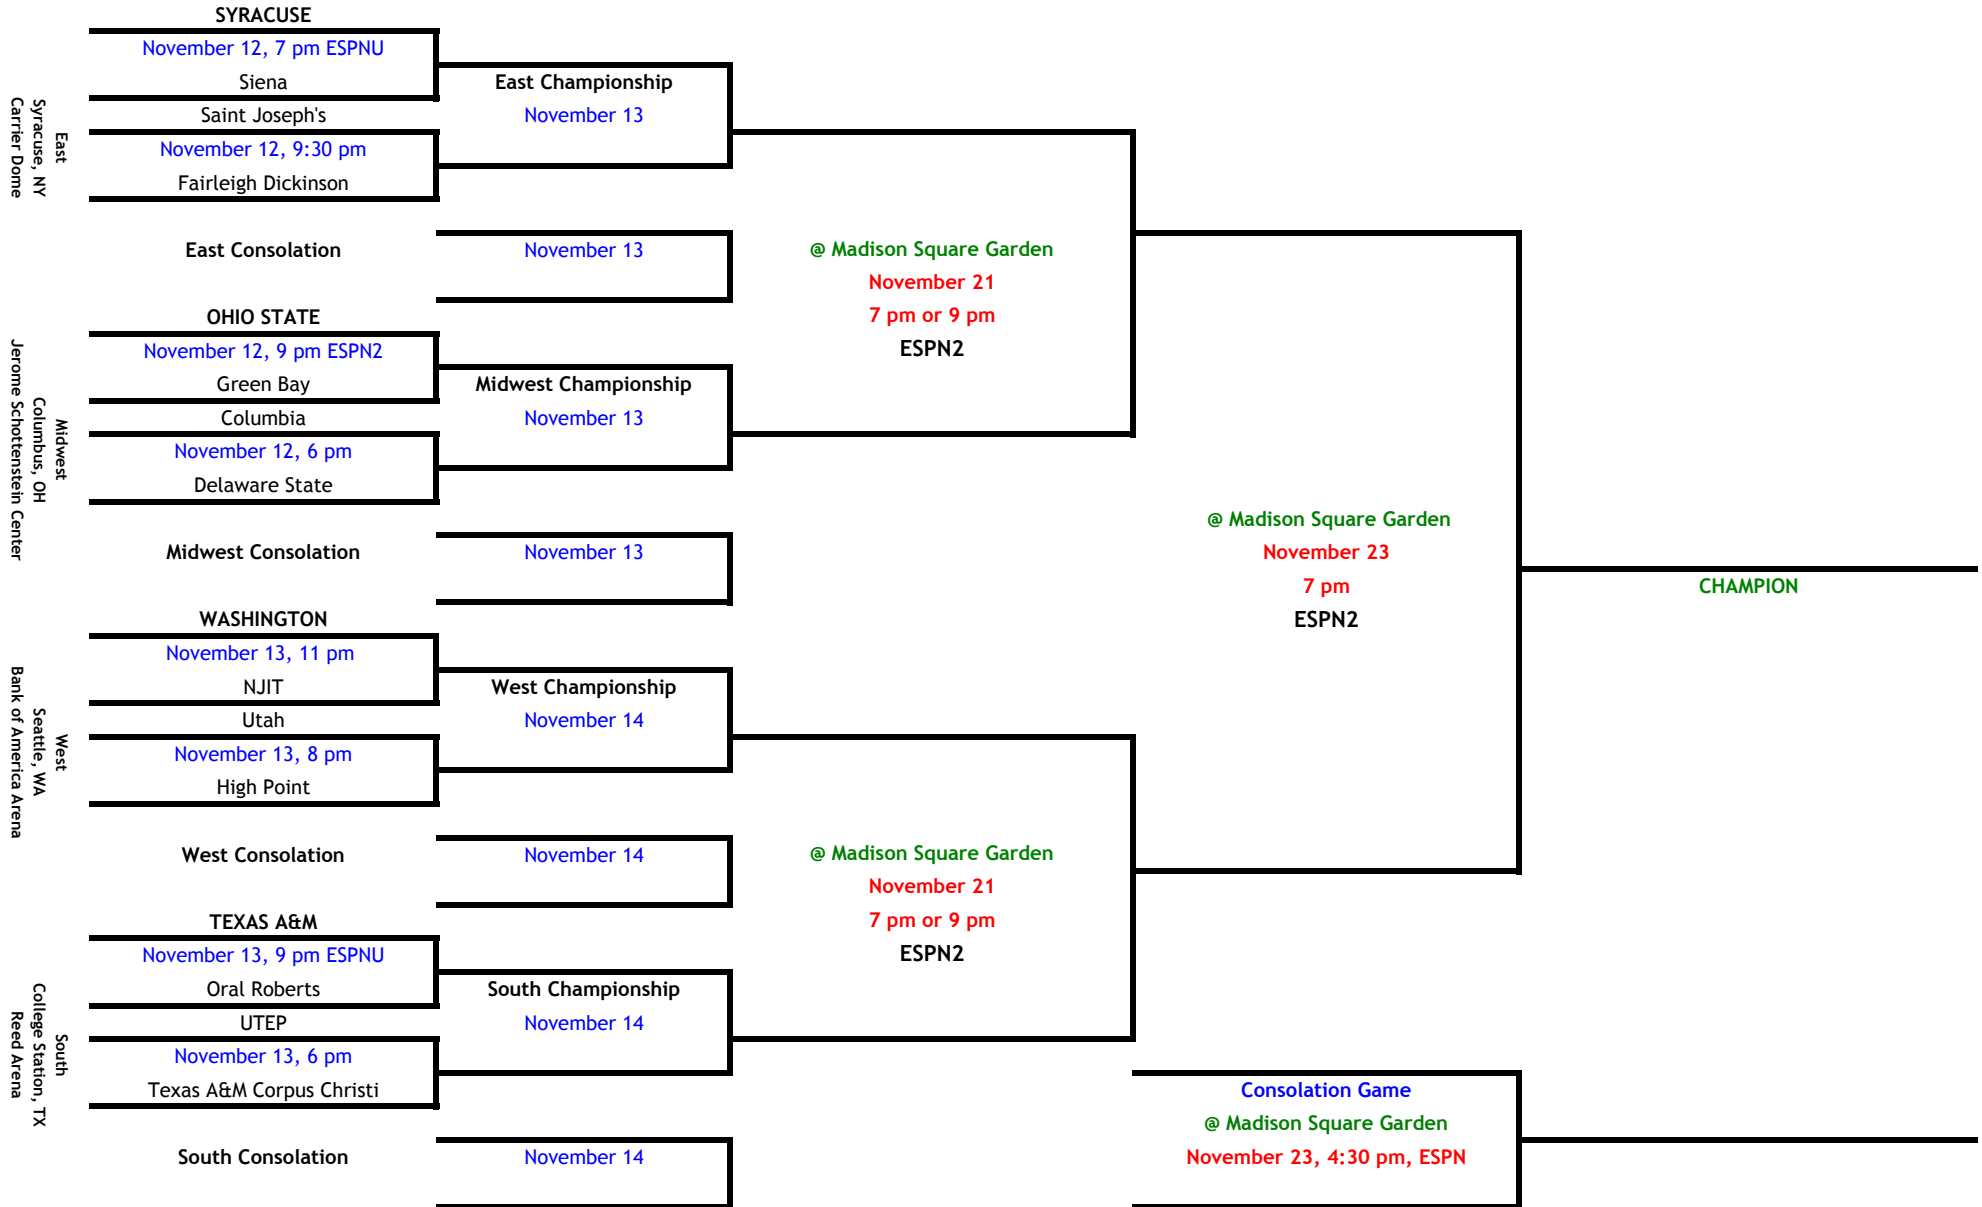 SYRACUSE
November 12, 7 pm ESPNU
Siena
Saint Joseph's
November 12, 9:30 pm
Fairleigh Dickinson
East
Syracuse, NY
Carrier Dome
East Championship
November 13
East Consolation
November 13
OHIO STATE
November 12, 9 pm ESPN2
Green Bay
Columbia
November 12, 6 pm
Delaware State
Midwest
Columbus, OH
Jerome Schottenstein Center
Midwest Championship
November 13
Midwest Consolation
November 13
@ Madison Square Garden
November 21
7 pm or 9 pm
ESPN2
WASHINGTON
November 13, 11 pm
NJIT
Utah
November 13, 8 pm
High Point
West
Seattle, WA
Bank of America Arena
West Championship
November 14
West Consolation
November 14
TEXAS A&M
November 13, 9 pm ESPNU
Oral Roberts
UTEP
November 13, 6 pm
Texas A&M Corpus Christi
South
College Station, TX
Reed Arena
South Championship
November 14
South Consolation
November 14
@ Madison Square Garden
November 21
7 pm or 9 pm
ESPN2
@ Madison Square Garden
November 23
7 pm
ESPN2
CHAMPION
Consolation Game
@ Madison Square Garden
November 23, 4:30 pm, ESPN